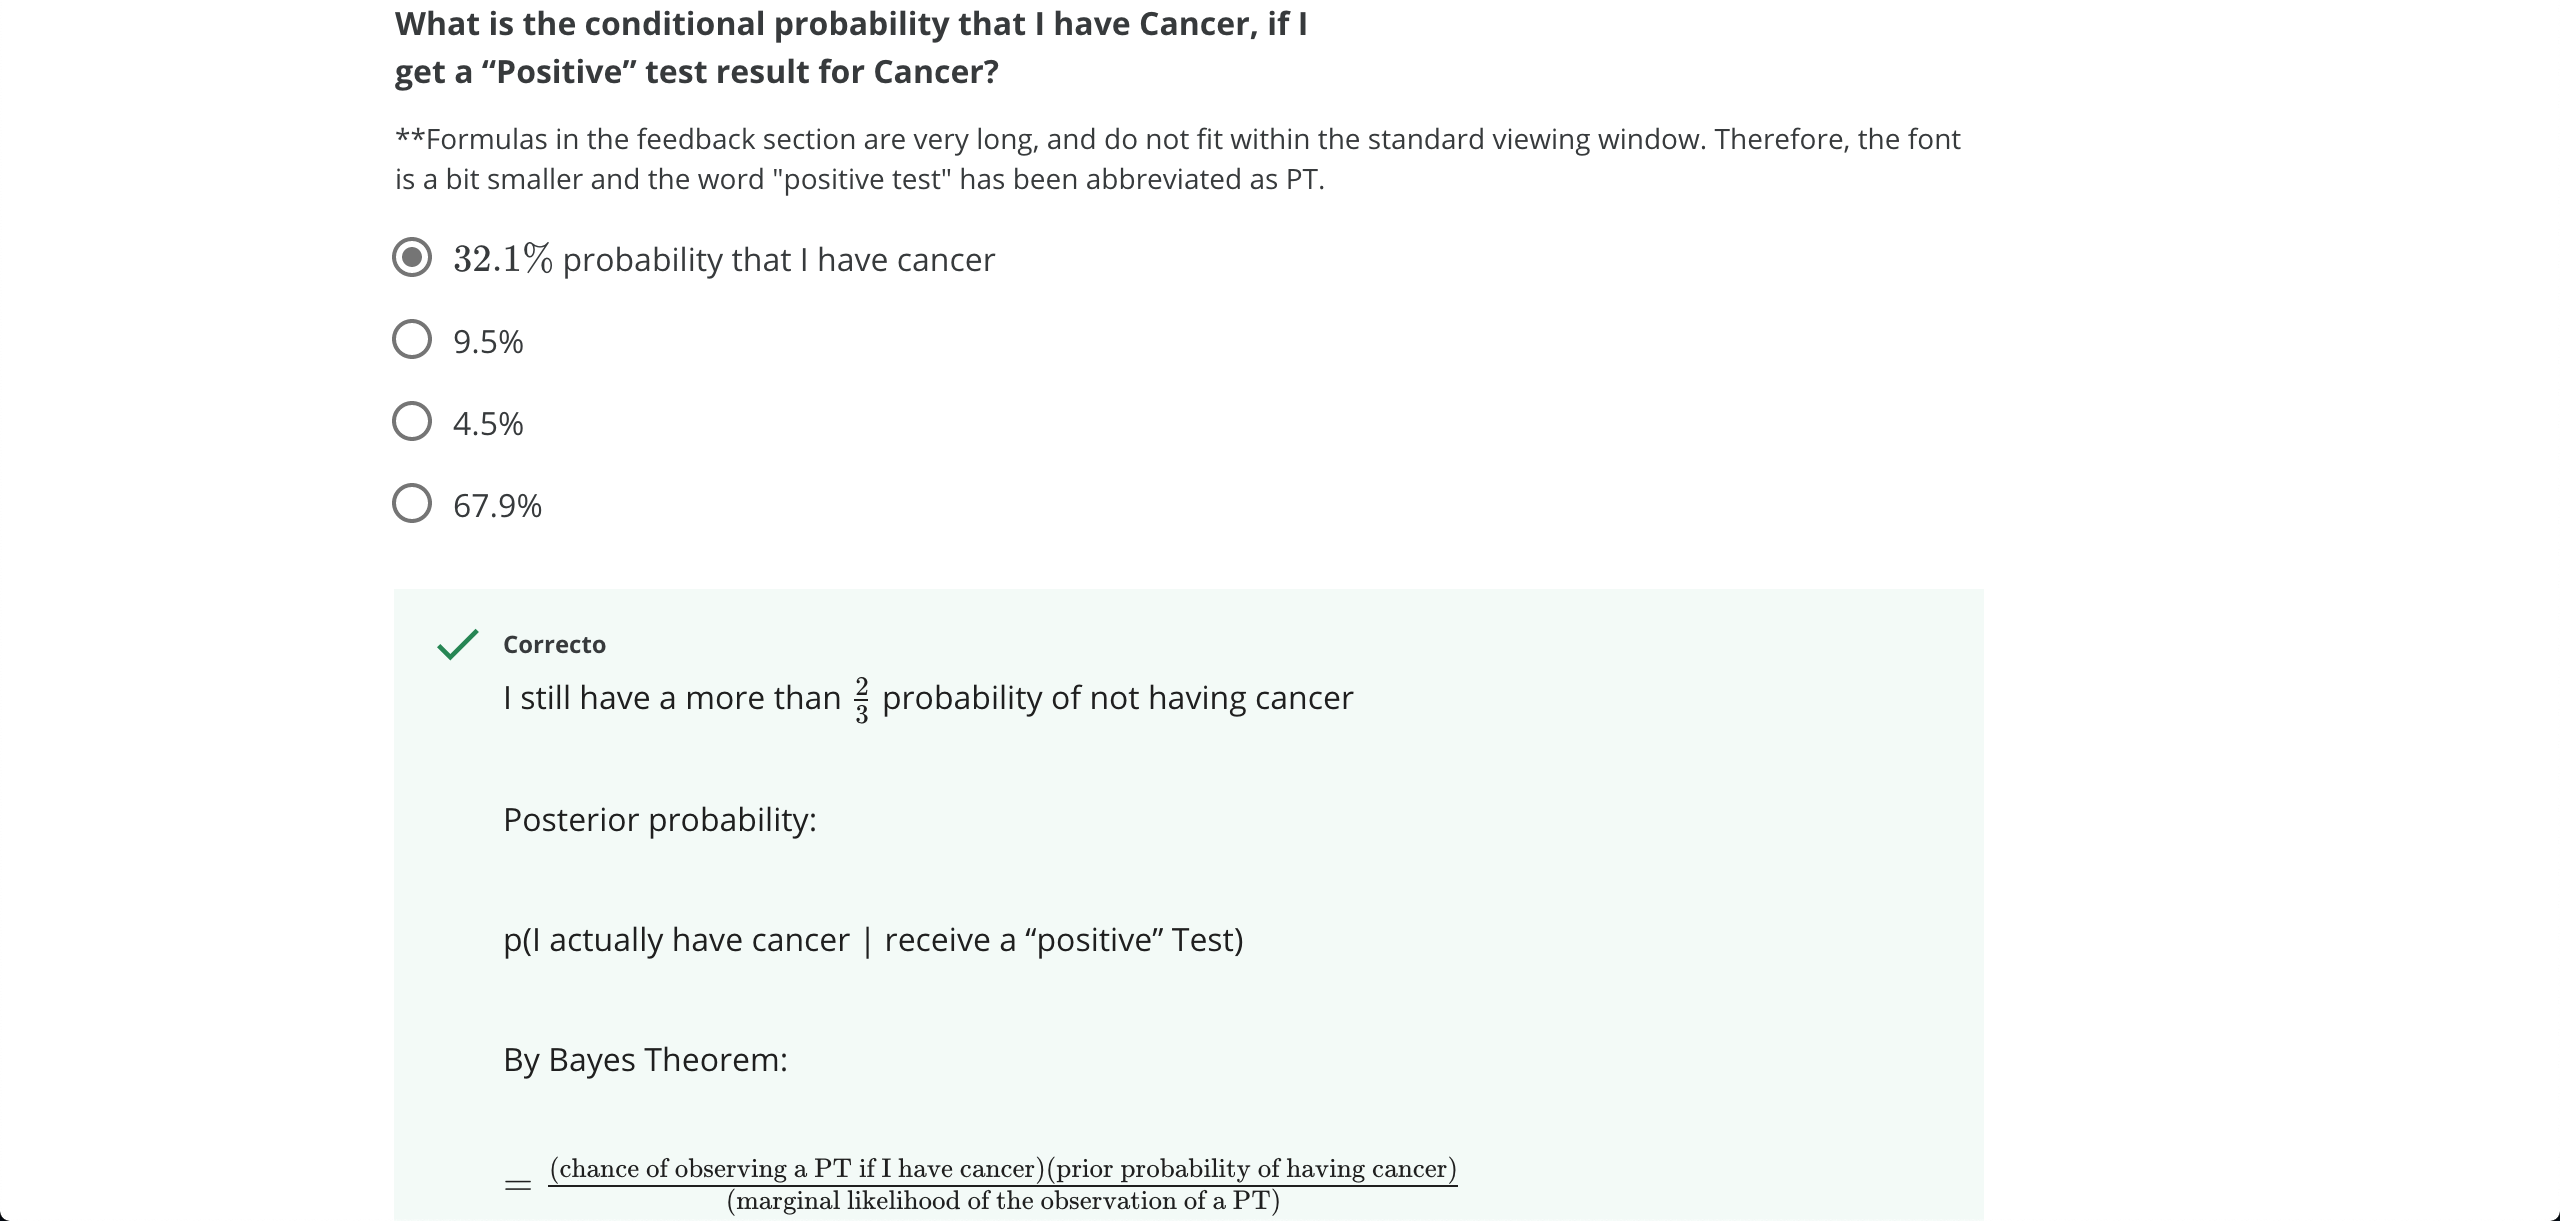 What is the conditional probability that I have Cancer, if I
get a “Positive” test result for Cancer?
**Formulas in the feedback section are very long, and do not fit within the standard viewing window. Therefore, the font
is a bit smaller and the word "positive test" has been abbreviated as PT.
32.1% probability that I have cancer
9.5%
4.5%
67.9%
Correcto
I still have a more than 2/3 probability of not having cancer
Posterior probability:
p(I actually have cancer | receive a “positive” Test)
By Bayes Theorem:
= (chance of observing a PT if I have cancer)(prior probability of having cancer)
(marginal likelihood of the observation of a PT)